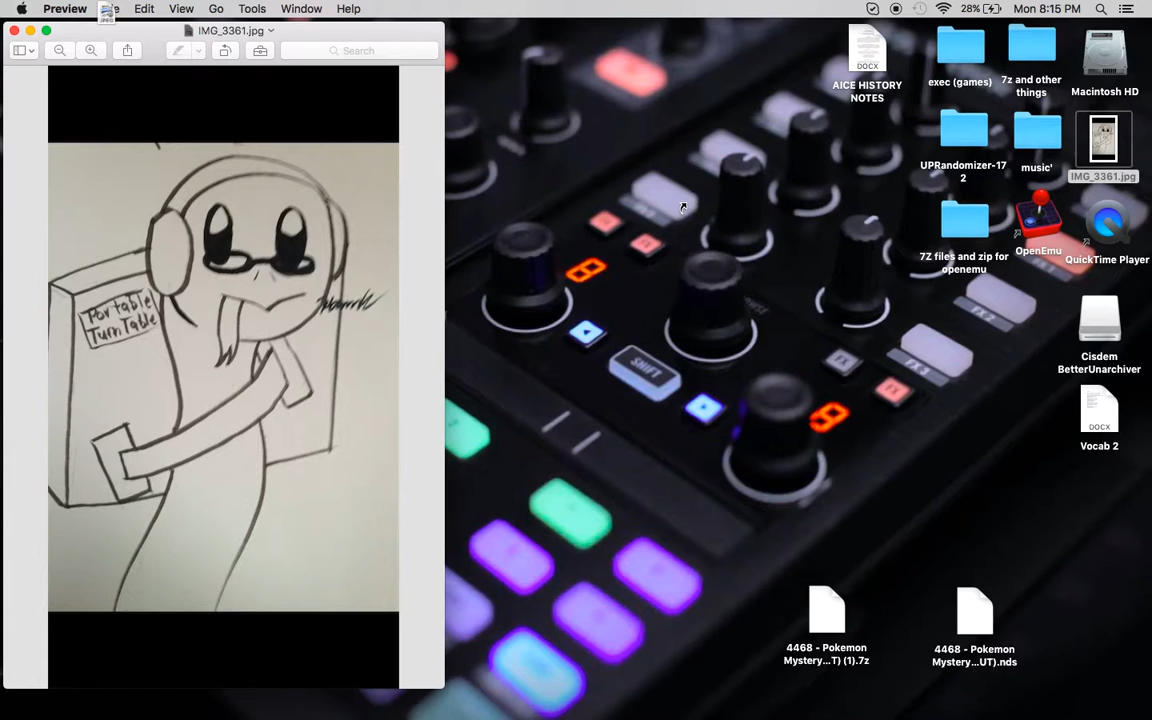 Preview
Edit
View
Go
Tools
Window
Help
28%
Mon M 8:15 PM
IMG_3361.jpg
Search
Portable
TurnTable
SHIFT
FX
FX2
FX3
AICE HISTORY
NOTES
DOCX
exec (games)
7z and other
things
Macintosh HD
UPRandomizer-17
2
music'
IMG_3361.jpg
7Z files and zip for
openemu
OpenEmu
QuickTime Player
Cisdem
BetterUnarchiver
DOCX
Vocab 2
4468 - Pokemon
Mystery...T) (1).7z
4468 - Pokemon
Mystery...UT).nds